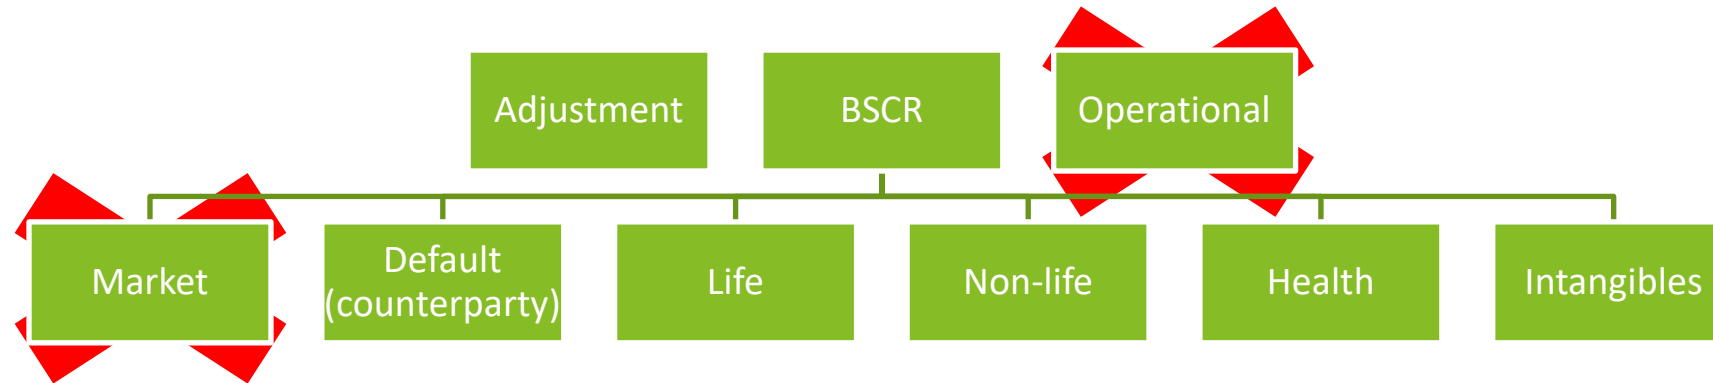 Adjustment
BSCR
Operational
Market
Default
(counterparty)
Life
Non-life
Health
Intangibles